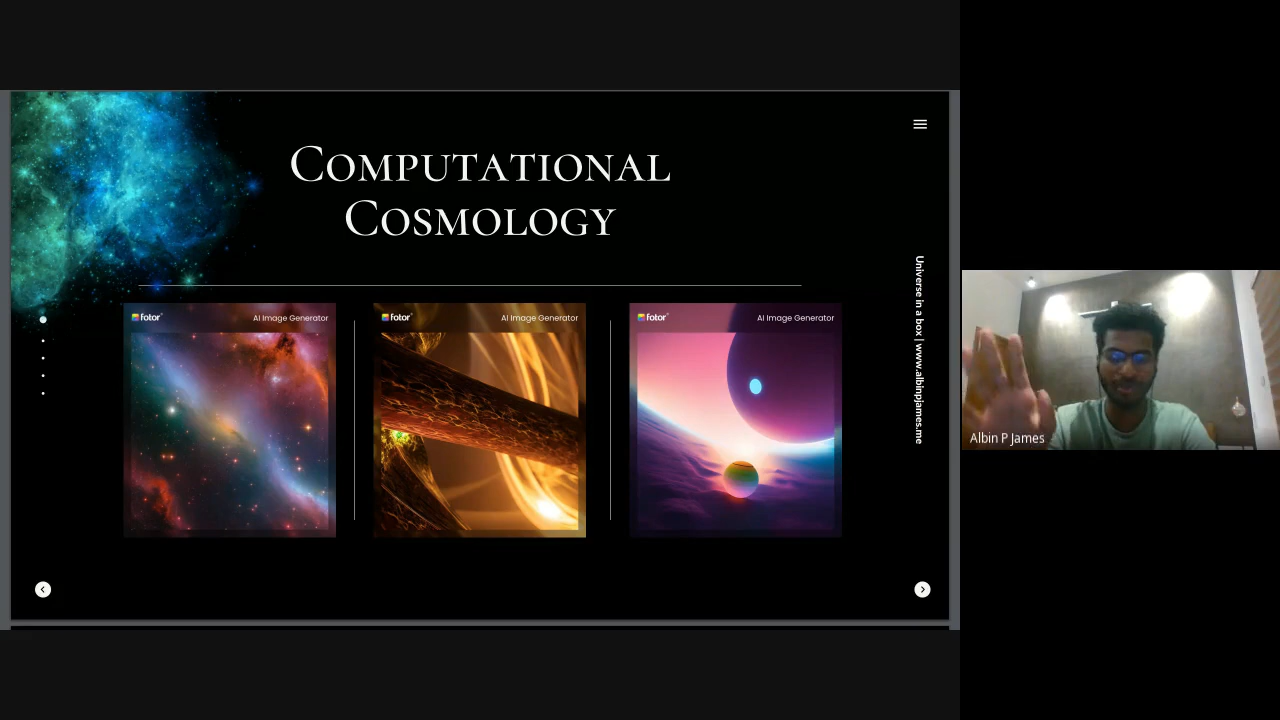 Computational
Cosmology
fotor
AI Image Generator
fotor
AI Image Generator
fotor
AI Image Generator
Universe in a box | www.albinpjames.me
Albin P James